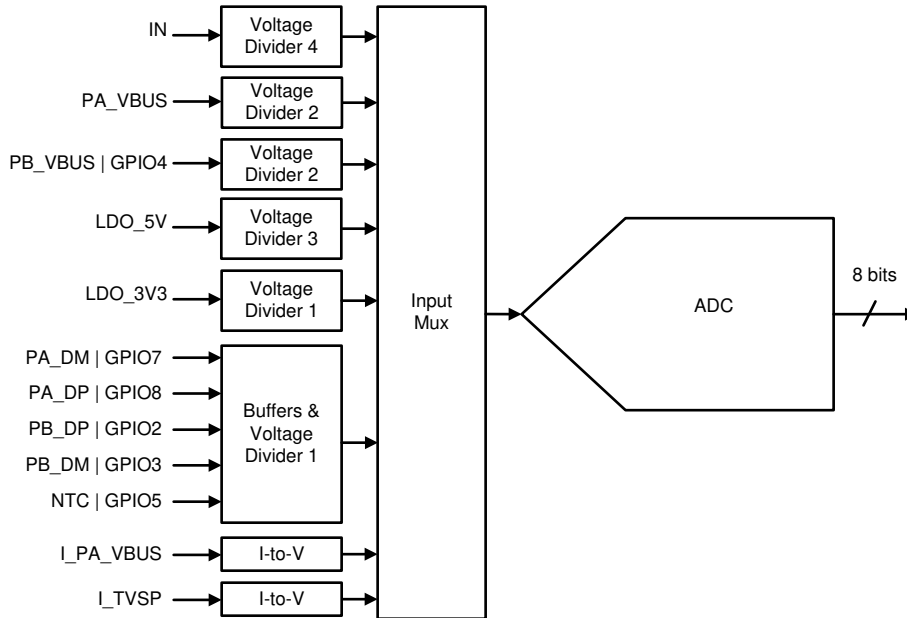 IN
Voltage
Divider 4
PA_VBUS
Voltage
Divider 2
PB_VBUS | GPIO4
Voltage
Divider 2
LDO_5V
Voltage
Divider 3
LDO_3V3
Voltage
Divider 1
PA_DM | GPIO7
PA_DP | GPIO8
PB_DP | GPIO2
PB_DM | GPIO3
NTC | GPIO5
Buffers &
Voltage
Divider 1
I_PA_VBUS
I-to-V
I_TVSP
I-to-V
Input
Mux
ADC
8 bits